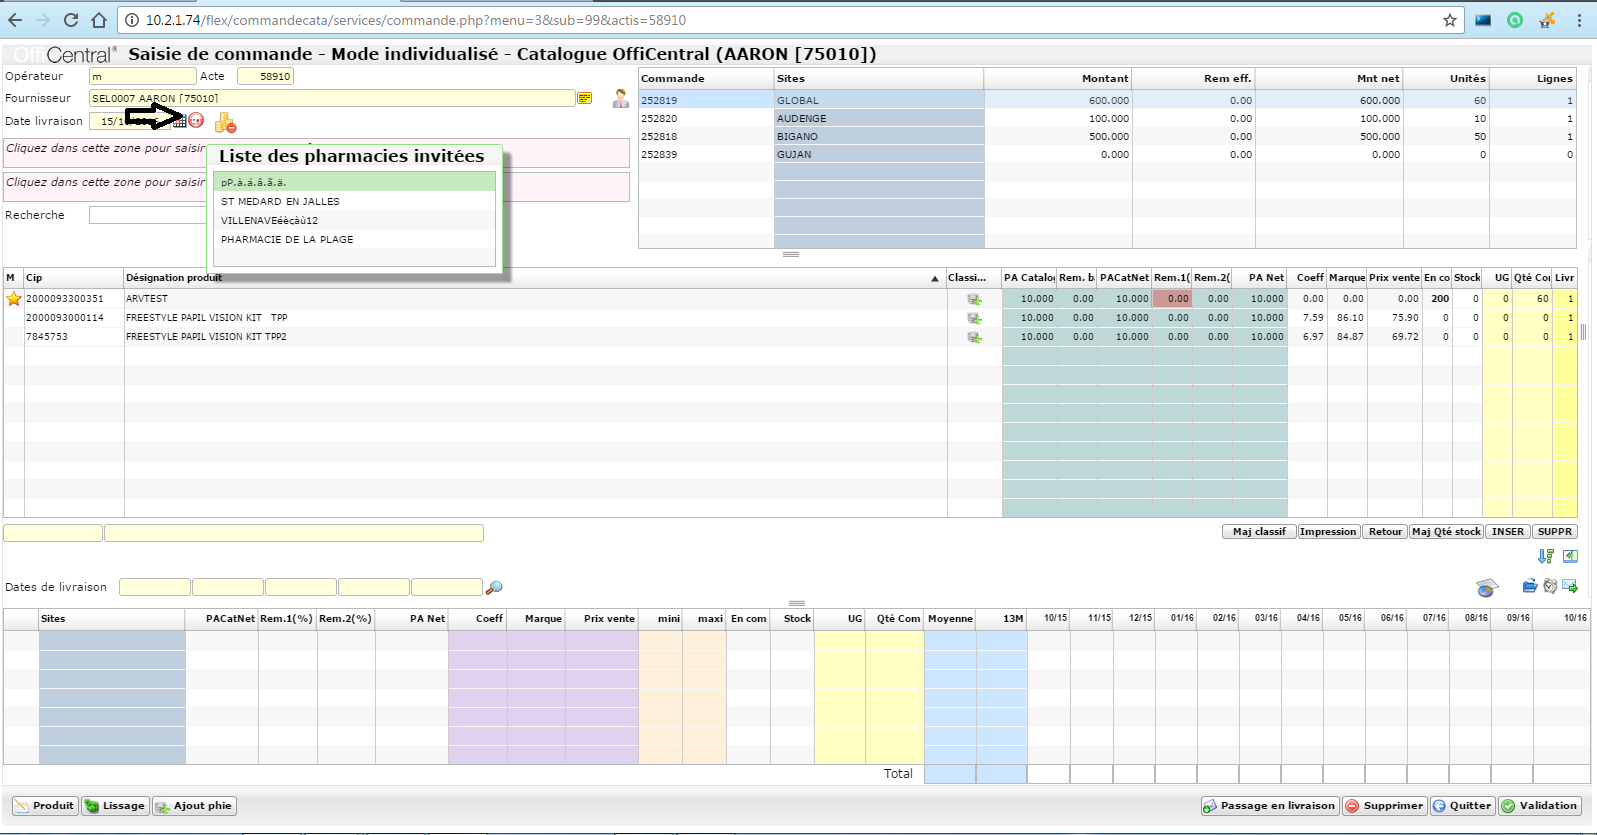 10.2.1.74/flex/commandecata/services/commande.php?menu=3&sub=99&actis=58910
OffiCentral® Saisie de commande - Mode individualisé - Catalogue OffiCentral (AARON [75010])
Opérateur m Acte 58910
Fournisseur SEL0007 AARON [75010]
Date livraison 15/1
Cliquez dans cette zone pour saisir
Cliquez dans cette zone pour saisir
Recherche
Liste des pharmacies invitées
pP.à.á.â.ã.ä.
ST MEDARD EN JALLES
VILLENAVEéèçàù12
PHARMACIE DE LA PLAGE
Commande Sites Montant Rem eff. Mnt net Unités Lignes
252819 GLOBAL 600.000 0.00 600.000 60 1
252820 AUDENGE 100.000 0.00 100.000 10 1
252818 BIGANO 500.000 0.00 500.000 50 1
252839 GUJAN 0.000 0.00 0.000 0 0
M Cip Désignation produit Classi... PA Catalo Rem. b PACatNet Rem.1( Rem.2( PA Net Coeff Marque Prix vente En co Stock UG Qté Co Livr
2000093300351 ARVTEST 10.000 0.00 10.000 0.00 0.00 10.000 0.00 0.00 0.00 200 0 0 60 1
2000093000114 FREESTYLE PAPIL VISION KIT TPP 10.000 0.00 10.000 0.00 0.00 10.000 7.59 86.10 75.90 0 0 0 0 1
7845753 FREESTYLE PAPIL VISION KIT TPP2 10.000 0.00 10.000 0.00 0.00 10.000 6.97 84.87 69.72 0 0 0 0 1
Maj classif Impression Retour Maj Qté stock INSER SUPPR
Dates de livraison
Sites PACatNet Rem.1(%) Rem.2(%) PA Net Coeff Marque Prix vente mini maxi En com Stock UG Qté Com Moyenne 13M 10/15 11/15 12/15 01/16 02/16 03/16 04/16 05/16 06/16 07/16 08/16 09/16 10/16
Total
Produit Lissage Ajout phie Passage en livraison Supprimer Quitter Validation